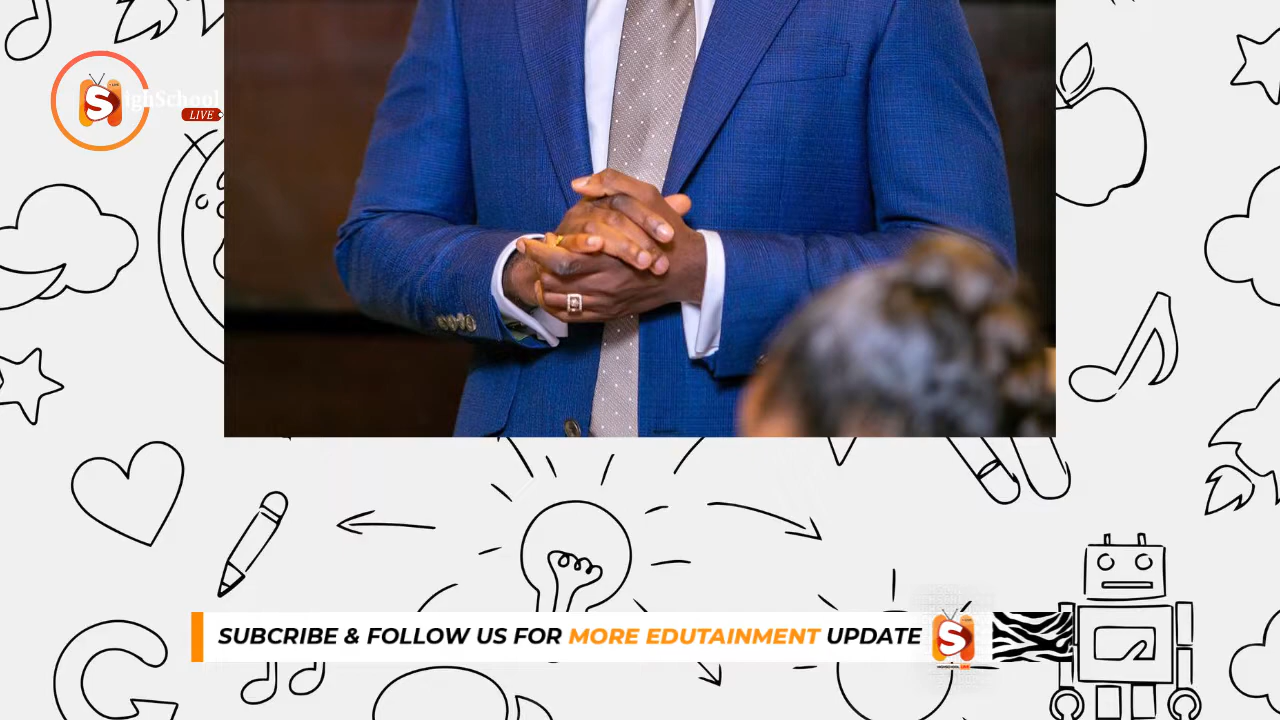 HighSchool
LIVE
SUBCRIBE & FOLLOW US FOR MORE EDUTAINMENT UPDATE